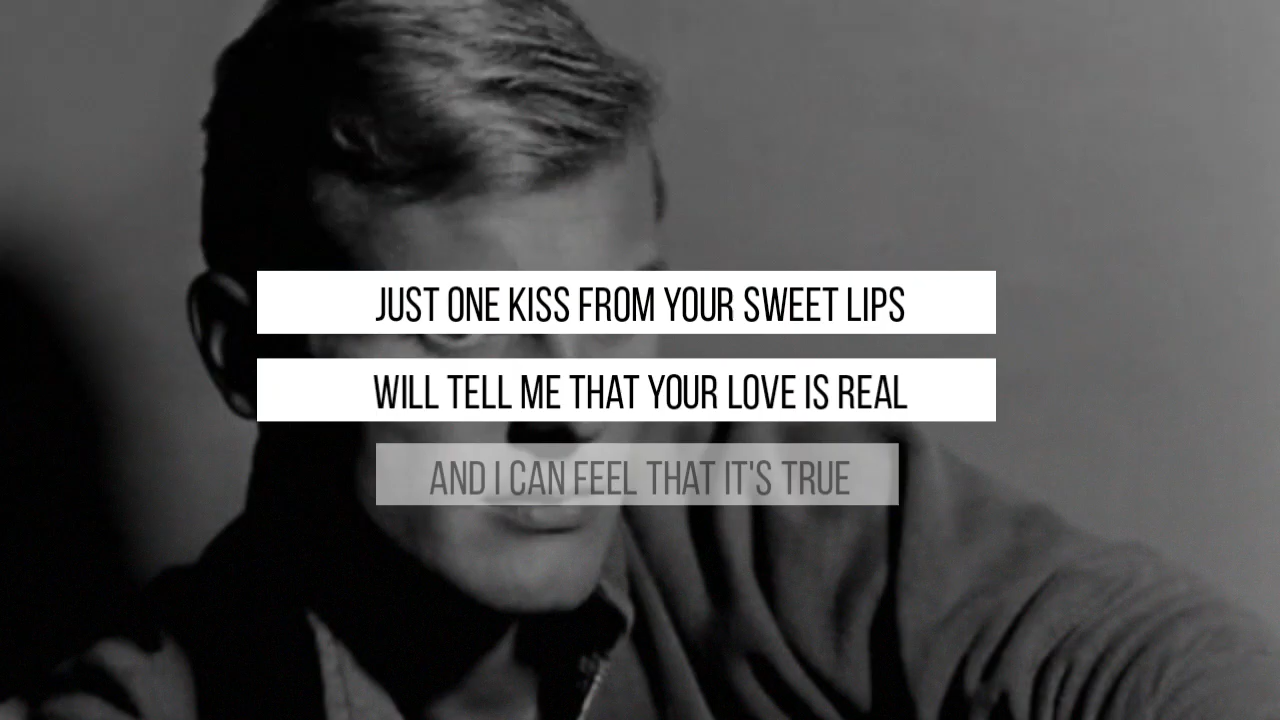 JUST ONE KISS FROM YOUR SWEET LIPS
WILL TELL ME THAT YOUR LOVE IS REAL
AND I CAN FEEL THAT IT'S TRUE